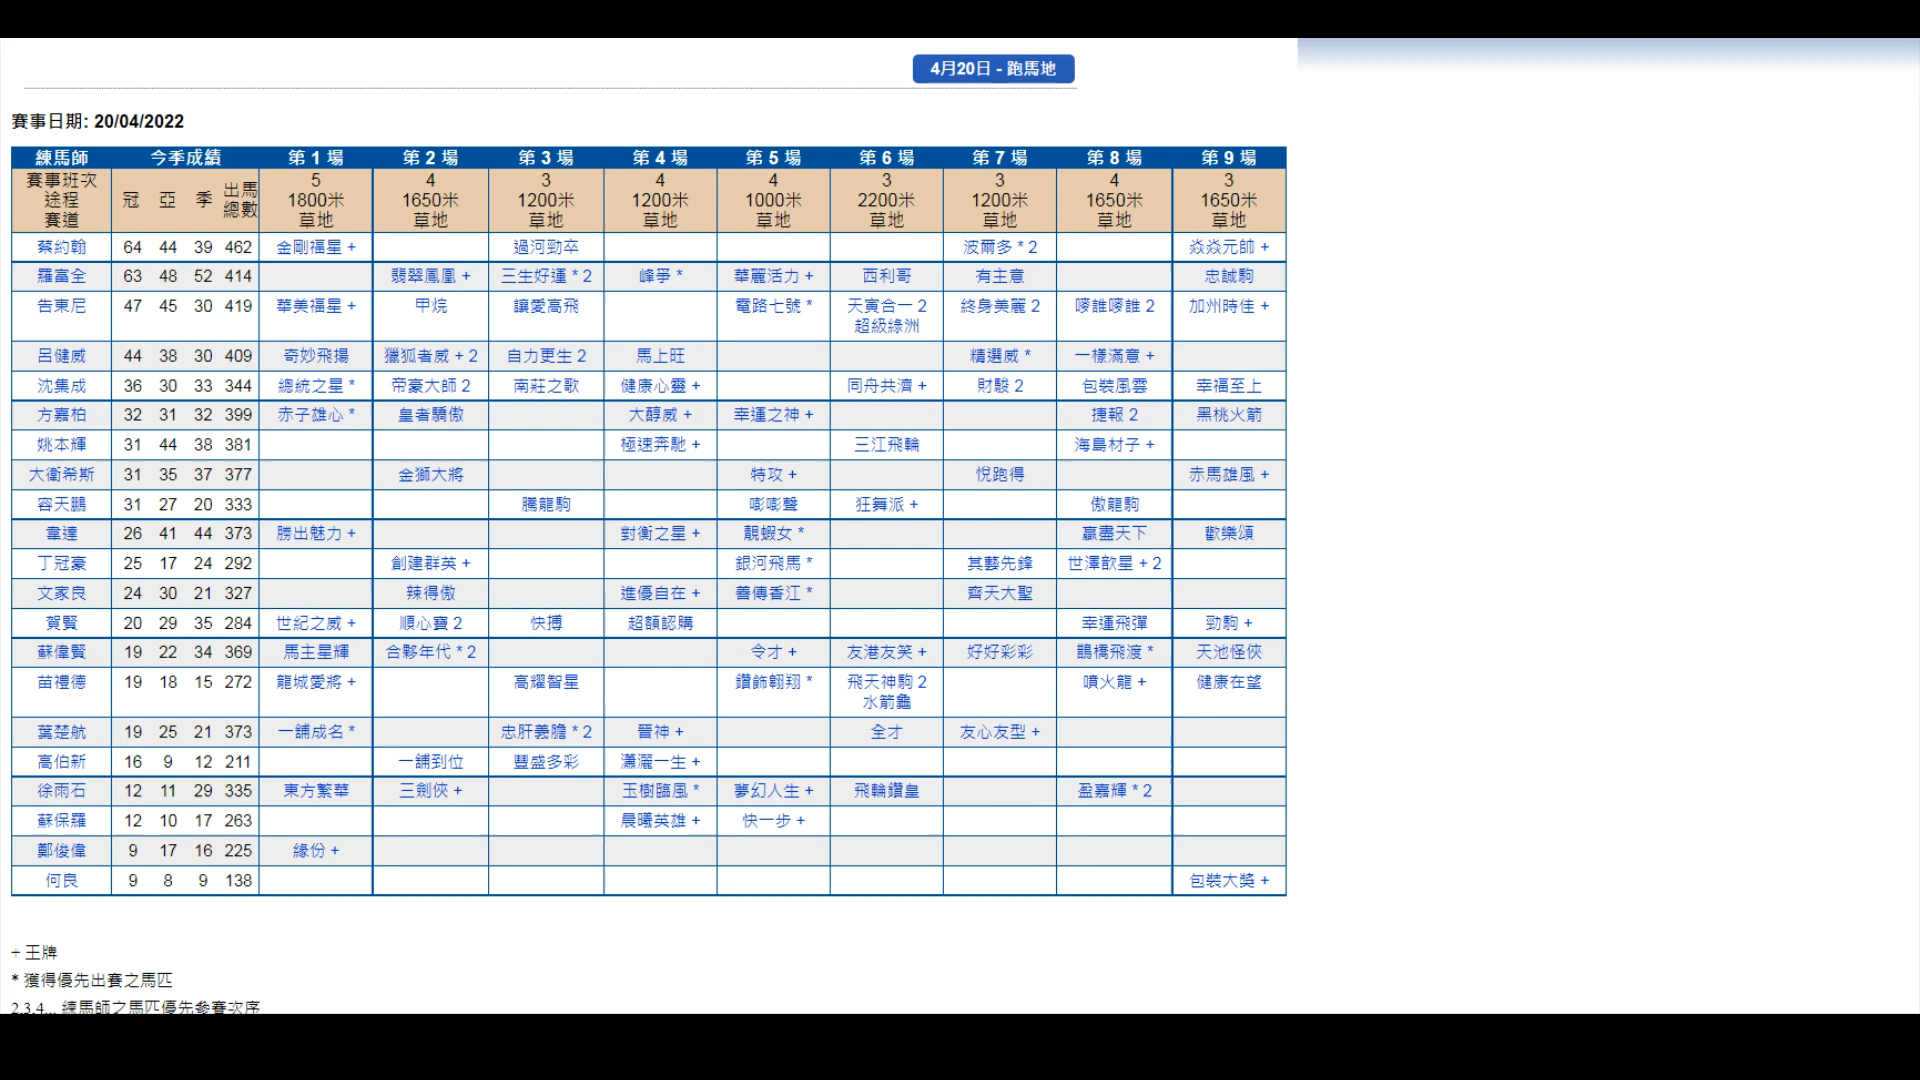 4月20日 - 跑馬地
賽事日期: 20/04/2022
練馬師 今季成績 第 1 場 第 2 場 第 3 場 第 4 場 第 5 場 第 6 場 第 7 場 第 8 場 第 9 場
賽事班次 途程 賽道 冠 亞 季 出馬總數 5 1800米 草地 4 1650米 草地 3 1200米 草地 4 1200米 草地 4 1000米 草地 3 2200米 草地 3 1200米 草地 4 1650米 草地 3 1650米 草地
蔡約翰 64 44 39 462 金剛福星 + 過河勁卒 波爾多 * 2 焱焱元帥 +
羅富全 63 48 52 414 翡翠鳳凰 + 三生好運 * 2 峰爭 * 華麗活力 + 西利哥 有主意 忠誠駒
告東尼 47 45 30 419 華美福星 + 甲烷 讓愛高飛 電路七號 * 天寅合一 2 超級綠洲 終身美麗 2 嘜誰嘜誰 2 加州時佳 +
呂健威 44 38 30 409 奇妙飛揚 獵狐者威 + 2 自力更生 2 馬上旺 精選威 * 一樣滿意 +
沈集成 36 30 33 344 總統之星 * 帝豪大師 2 南莊之歌 健康心靈 + 同舟共濟 + 財駿 2 包裝風雲 幸福至上
方嘉柏 32 31 32 399 赤子雄心 * 皇者驕傲 大醇威 + 幸運之神 + 捷報 2 黑桃火箭
姚本輝 31 44 38 381 極速奔馳 + 三江飛輪 海島材子 +
大衛希斯 31 35 37 377 金獅大將 特攻 + 悅跑得 赤馬雄風 +
容天鵬 31 27 20 333 騰龍駒 嘭嘭聲 狂舞派 + 傲龍駒
韋達 26 41 44 373 勝出魅力 + 對衡之星 + 靚蝦女 * 贏盡天下 歡樂頌
丁冠豪 25 17 24 292 創建群英 + 銀河飛馬 * 其藝先鋒 世澤歆星 + 2
文家良 24 30 21 327 辣得傲 進優自在 + 善傳香江 * 齊天大聖
賀賢 20 29 35 284 世紀之威 + 順心寶 2 快搏 超額認購 幸運飛彈 勁駒 +
蘇偉賢 19 22 34 369 馬主星輝 合夥年代 * 2 令才 + 友港友笑 + 好好彩彩 鵲橋飛渡 * 天池怪俠
苗禮德 19 18 15 272 龍城愛將 + 高耀智星 鑽飾翱翔 * 飛天神駒 2 水箭龜 噴火龍 + 健康在望
葉楚航 19 25 21 373 一舖成名 * 忠肝義膽 * 2 晉神 + 全才 友心友型 +
高伯新 16 9 12 211 一舖到位 豐盛多彩 瀟灑一生 +
徐雨石 12 11 29 335 東方繁華 三劍俠 + 玉樹臨風 * 夢幻人生 + 飛輪鑽皇 盈嘉輝 * 2
蘇保羅 12 10 17 263 晨曦英雄 + 快一步 +
鄭俊偉 9 17 16 225 緣份 +
何良 9 8 9 138 包裝大獎 +
+ 王牌
* 獲得優先出賽之馬匹
2,3,4... 練馬師之馬匹優先參賽次序